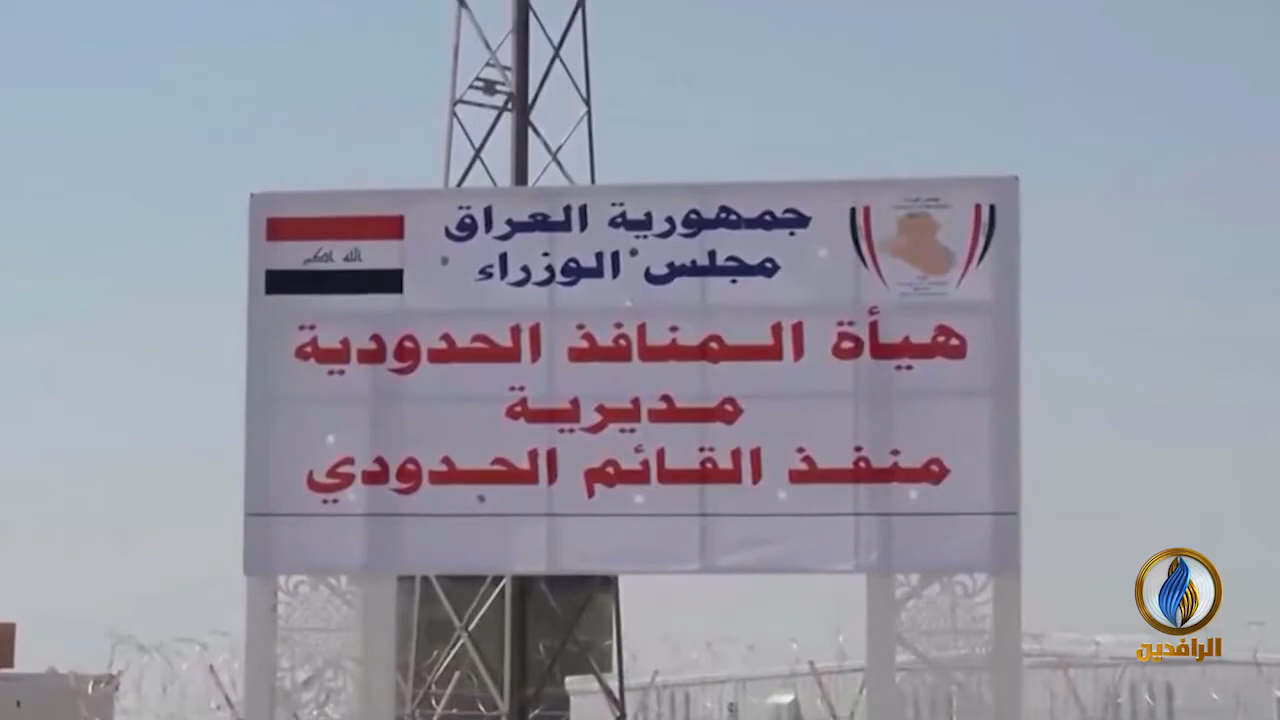 جمهورية العراق
مجلس الوزراء
الله اكبر
هيأة المنافذ الحدودية
مديرية
منفذ القائم الحدودي
الرافدين